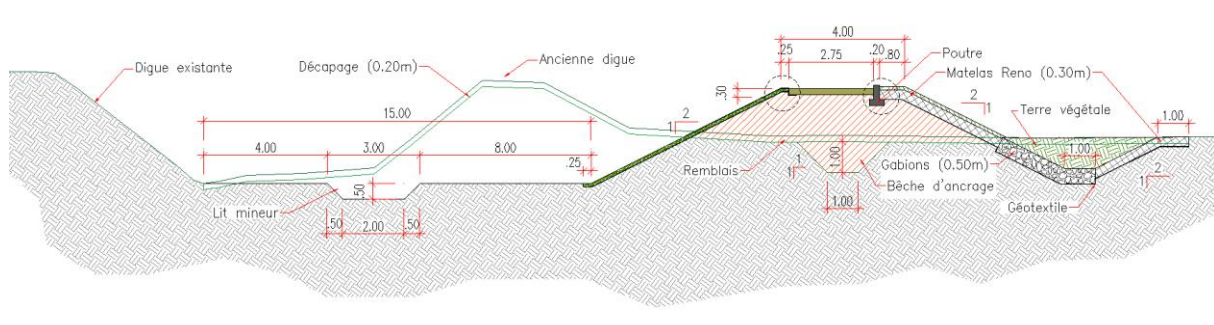 4.00
.25
2.75
.20
.80
Poutre
Ancienne digue
Digue existante
Décapage (0.20m)
Matelas Reno (0.30m)
.30
2
1
2
1
Terre végétale
1.00
15.00
4.00
3.00
8.00
.25
Remblais
1.00
Gabions (0.50m)
1.00
1
1
Bêche d'ancrage
2
1
.50
Lit mineur
1.00
Géotextile
.50
2.00
.50